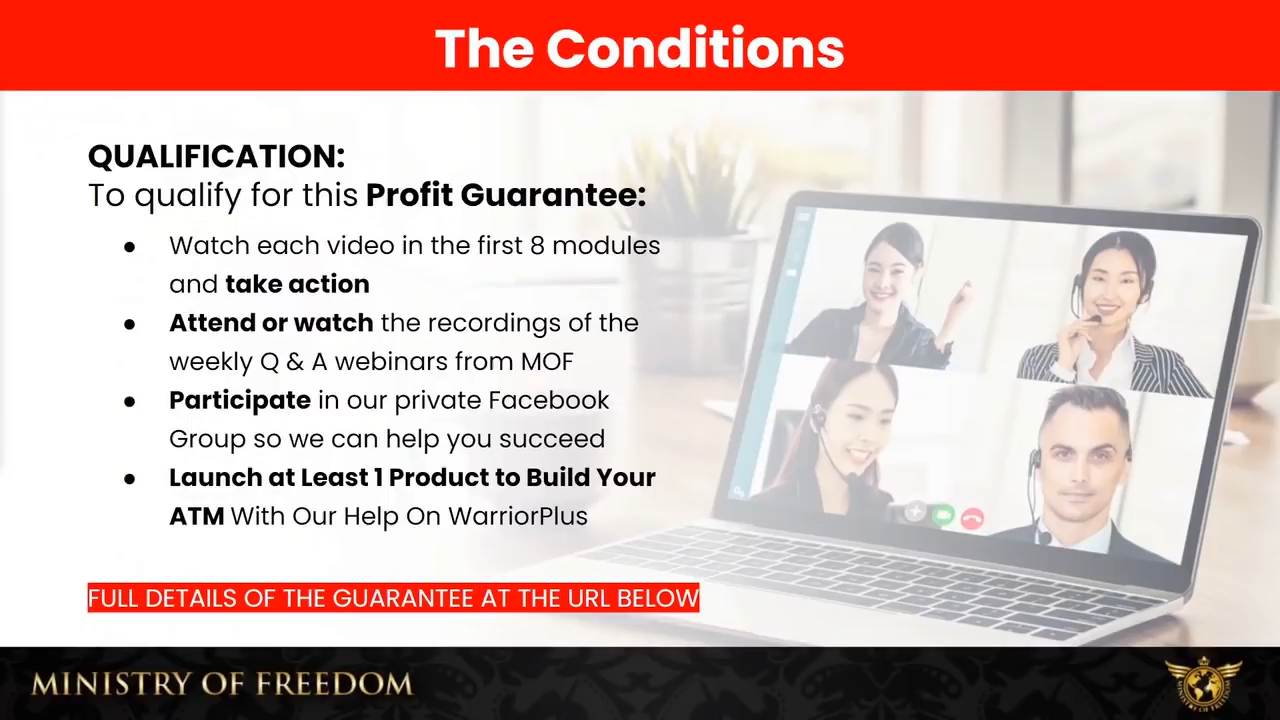 The Conditions
QUALIFICATION:
To qualify for this Profit Guarantee:
● Watch each video in the first 8 modules
and take action
● Attend or watch the recordings of the
weekly Q & A webinars from MOF
● Participate in our private Facebook
Group so we can help you succeed
● Launch at Least 1 Product to Build Your
ATM With Our Help On WarriorPlus
FULL DETAILS OF THE GUARANTEE AT THE URL BELOW
MINISTRY OF FREEDOM
MINISTRY OF FREEDOM